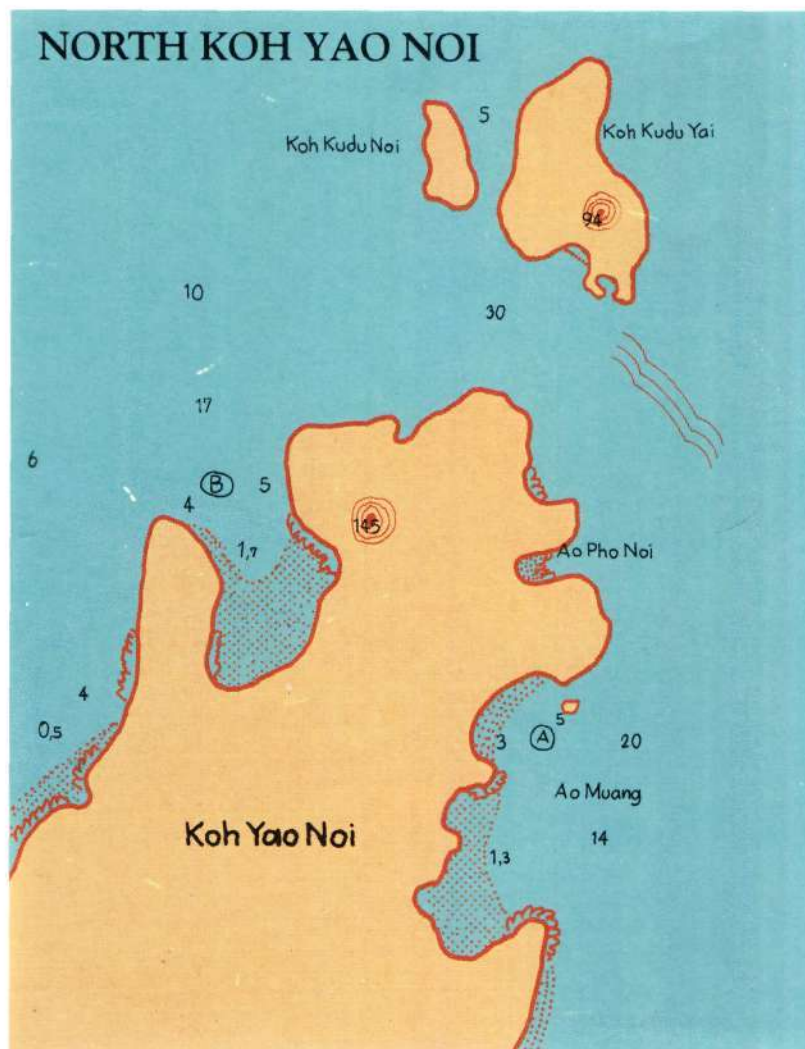 NORTH KOH YAO NOI
5
Koh Kudu Noi
Koh Kudu Yai
94
10
30
17
6
B
5
4
145
1,7
Ao Pho Noi
4
5
0,5
3
A
20
Ao Muang
Koh Yao Noi
14
1,3